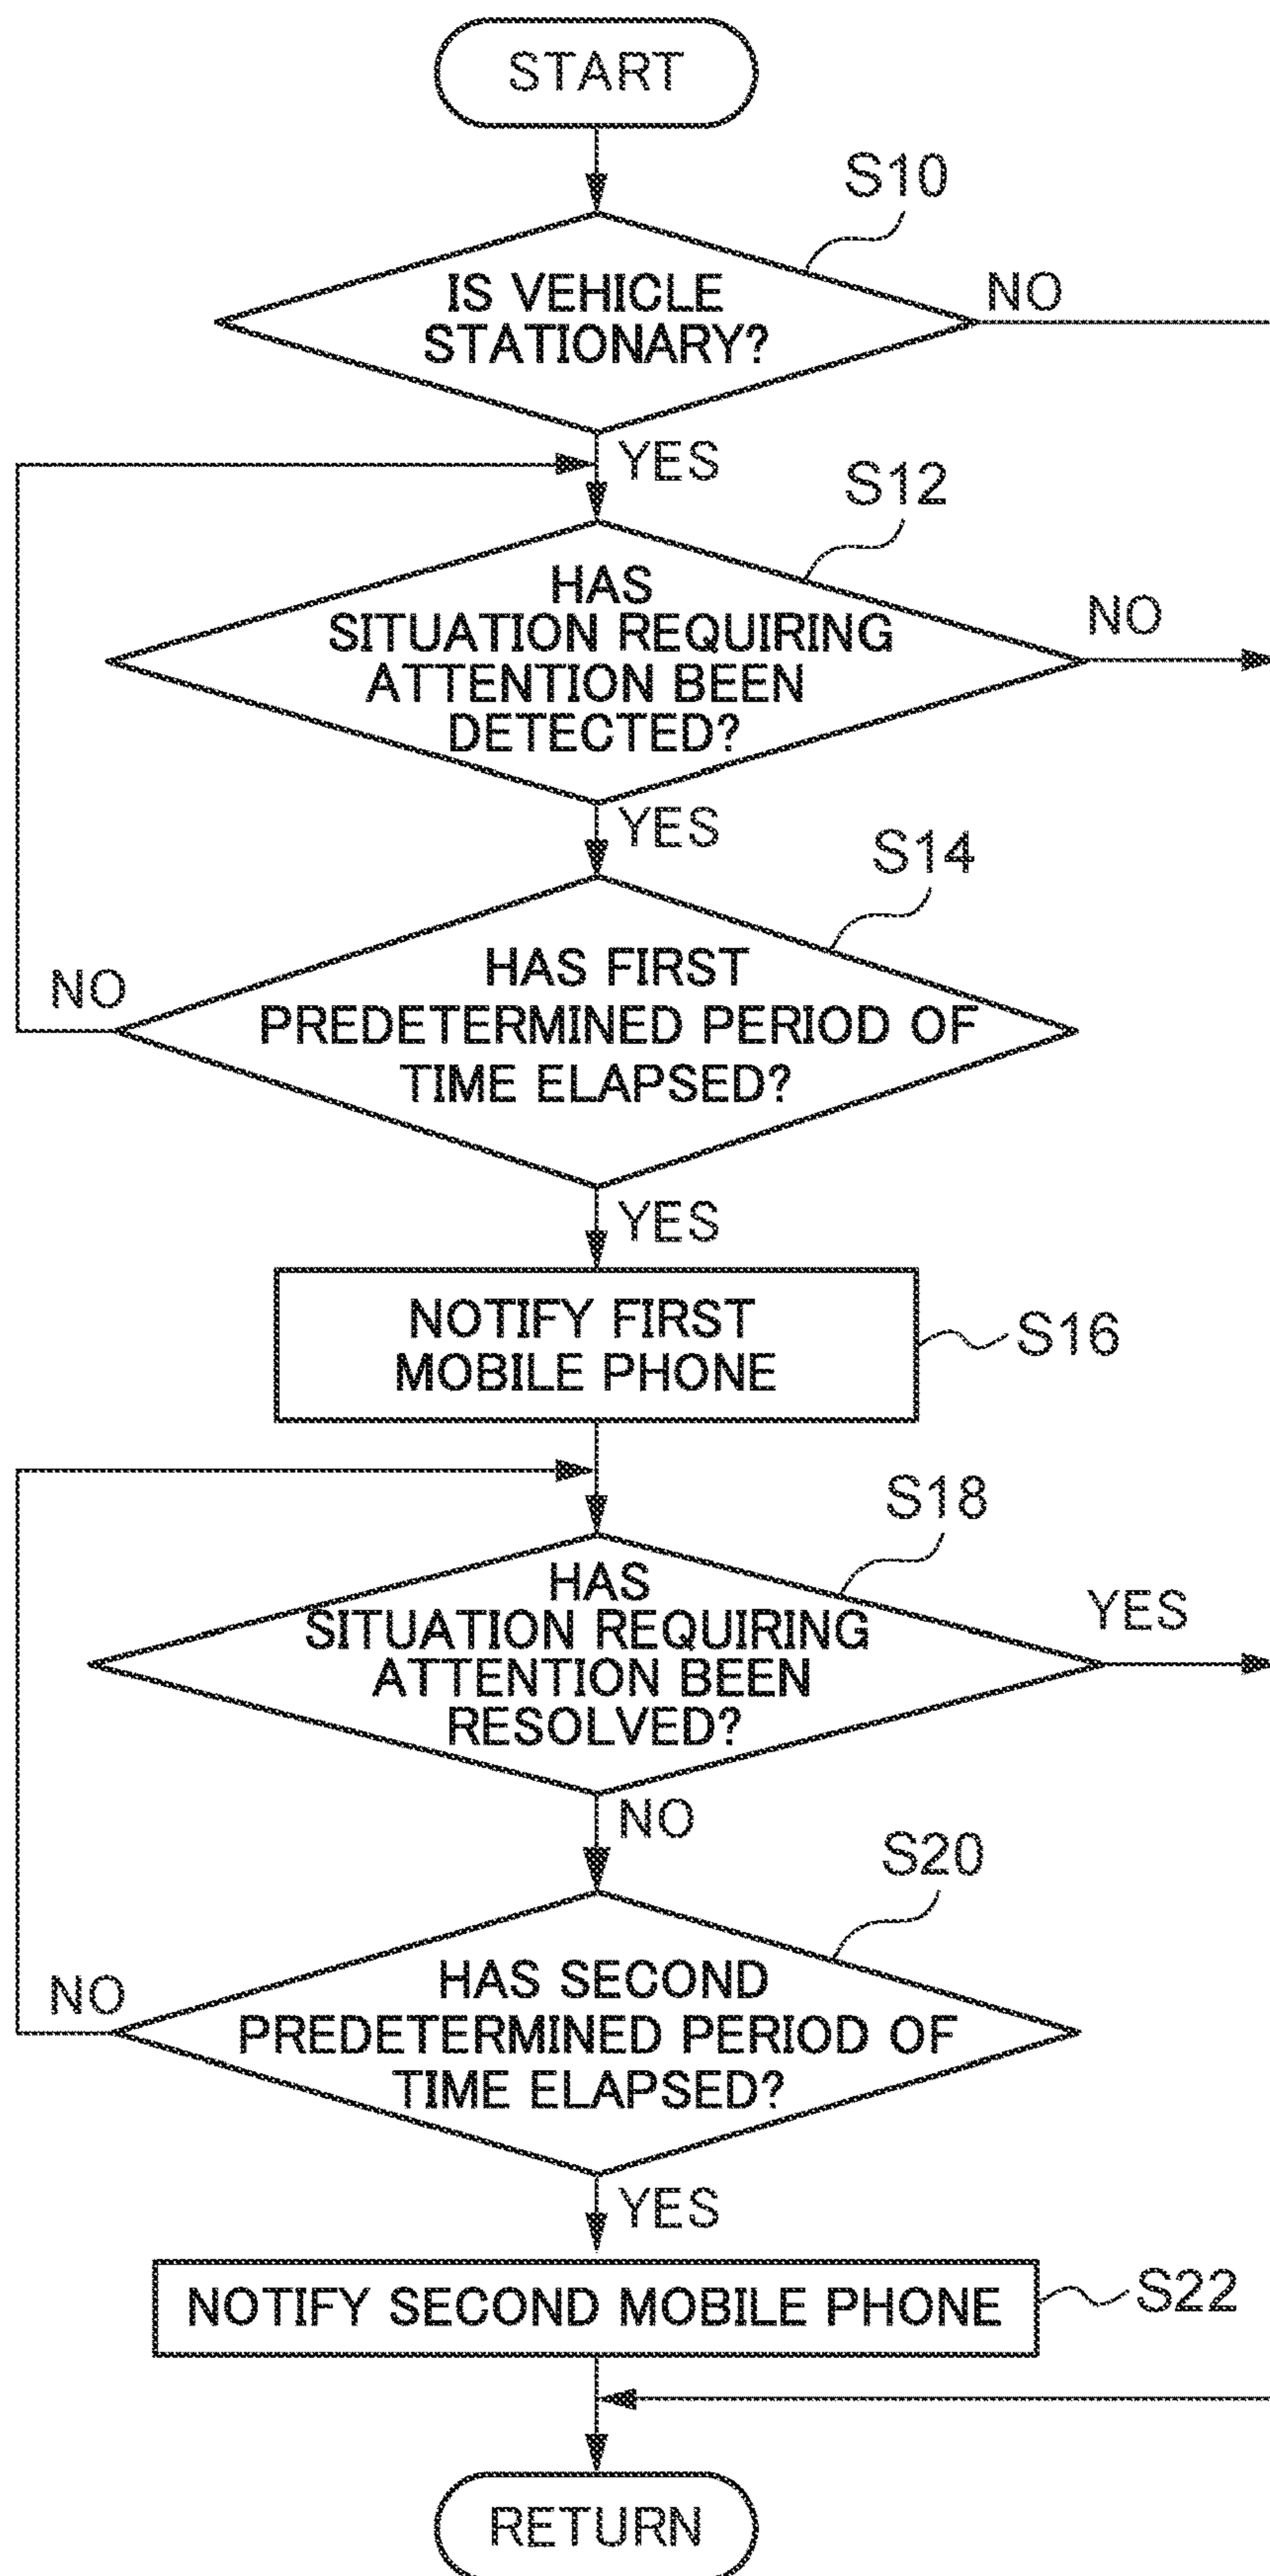 START
S10
IS VEHICLE
STATIONARY?
NO
YES
S12
HAS
SITUATION REQUIRING
ATTENTION BEEN
DETECTED?
NO
YES
S14
HAS FIRST
PREDETERMINED PERIOD OF
TIME ELAPSED?
NO
YES
NOTIFY FIRST
MOBILE PHONE
S16
S18
HAS
SITUATION REQUIRING
ATTENTION BEEN
RESOLVED?
YES
NO
S20
HAS SECOND
PREDETERMINED PERIOD OF
TIME ELAPSED?
NO
YES
NOTIFY SECOND MOBILE PHONE
S22
RETURN